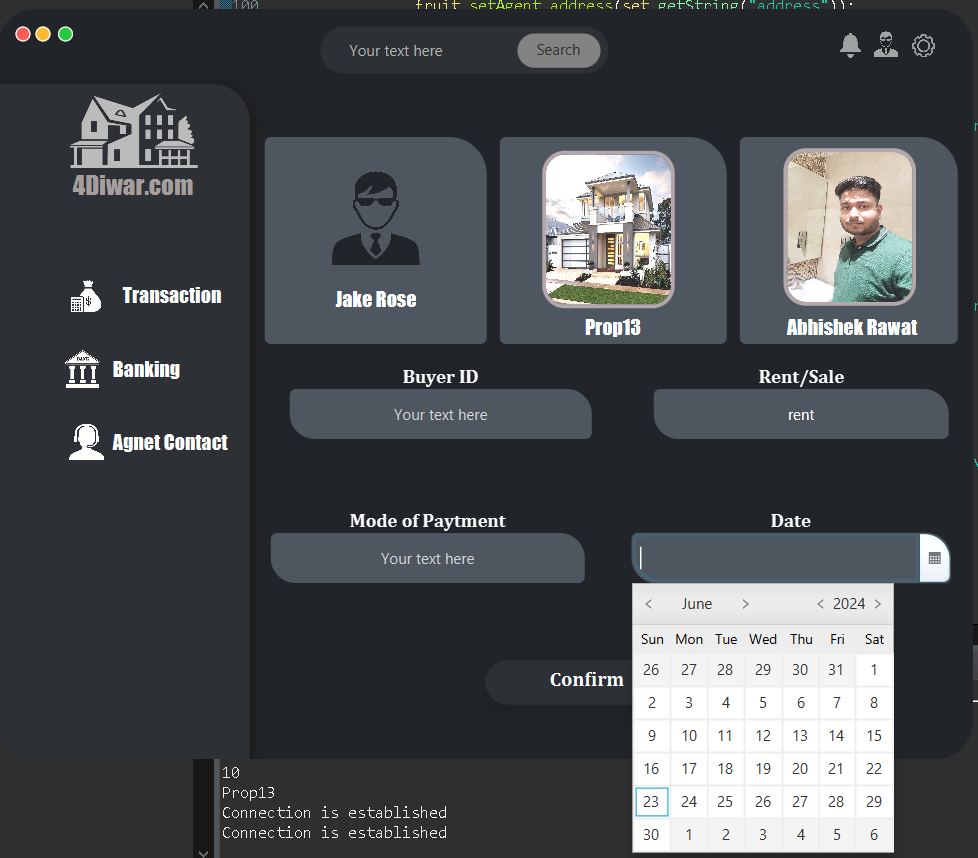 100 fruit.setAgent_address(set.getString("address"));
Your text here Search
4Diwar.com
Transaction
Banking
BANK
Agnet Contact
Jake Rose
Prop13
Abhishek Rawat
Buyer ID
Rent/Sale
Your text here
rent
Mode of Paytment
Date
Your text here
< June > < 2024 >
Sun Mon Tue Wed Thu Fri Sat
26 27 28 29 30 31 1
2 3 4 5 6 7 8
9 10 11 12 13 14 15
16 17 18 19 20 21 22
23 24 25 26 27 28 29
30 1 2 3 4 5 6
Confirm
10
Prop13
Connection is established
Connection is established